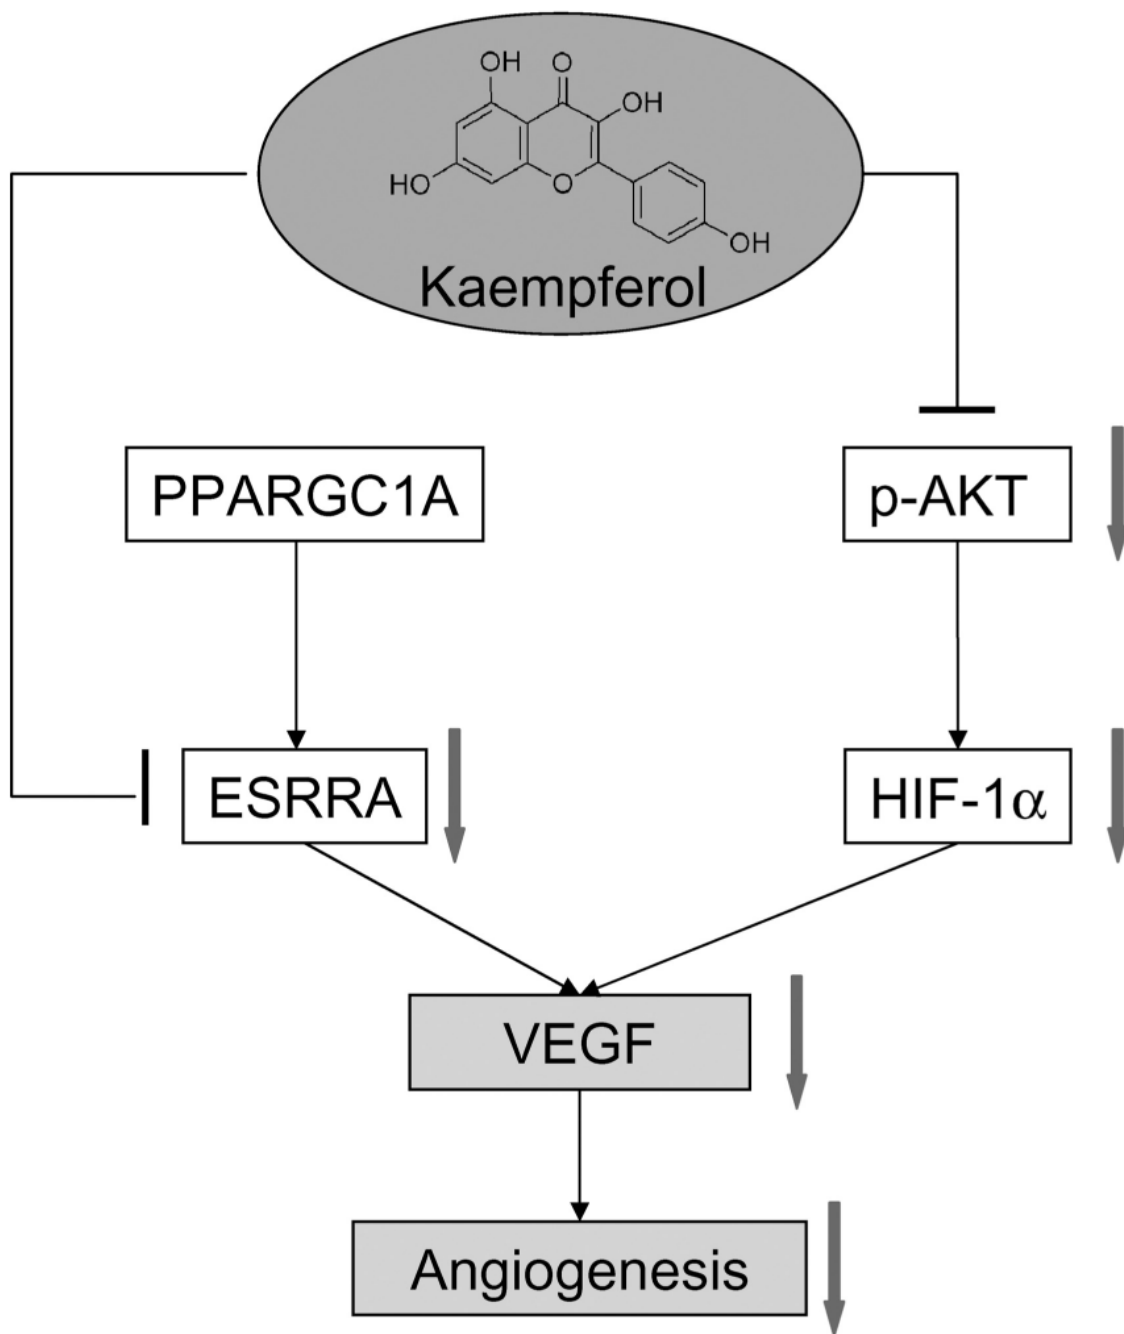 OH O
OH
HO
O
OH
Kaempferol
PPARGC1A p-AKT
ESRRA HIF-1α
VEGF
Angiogenesis